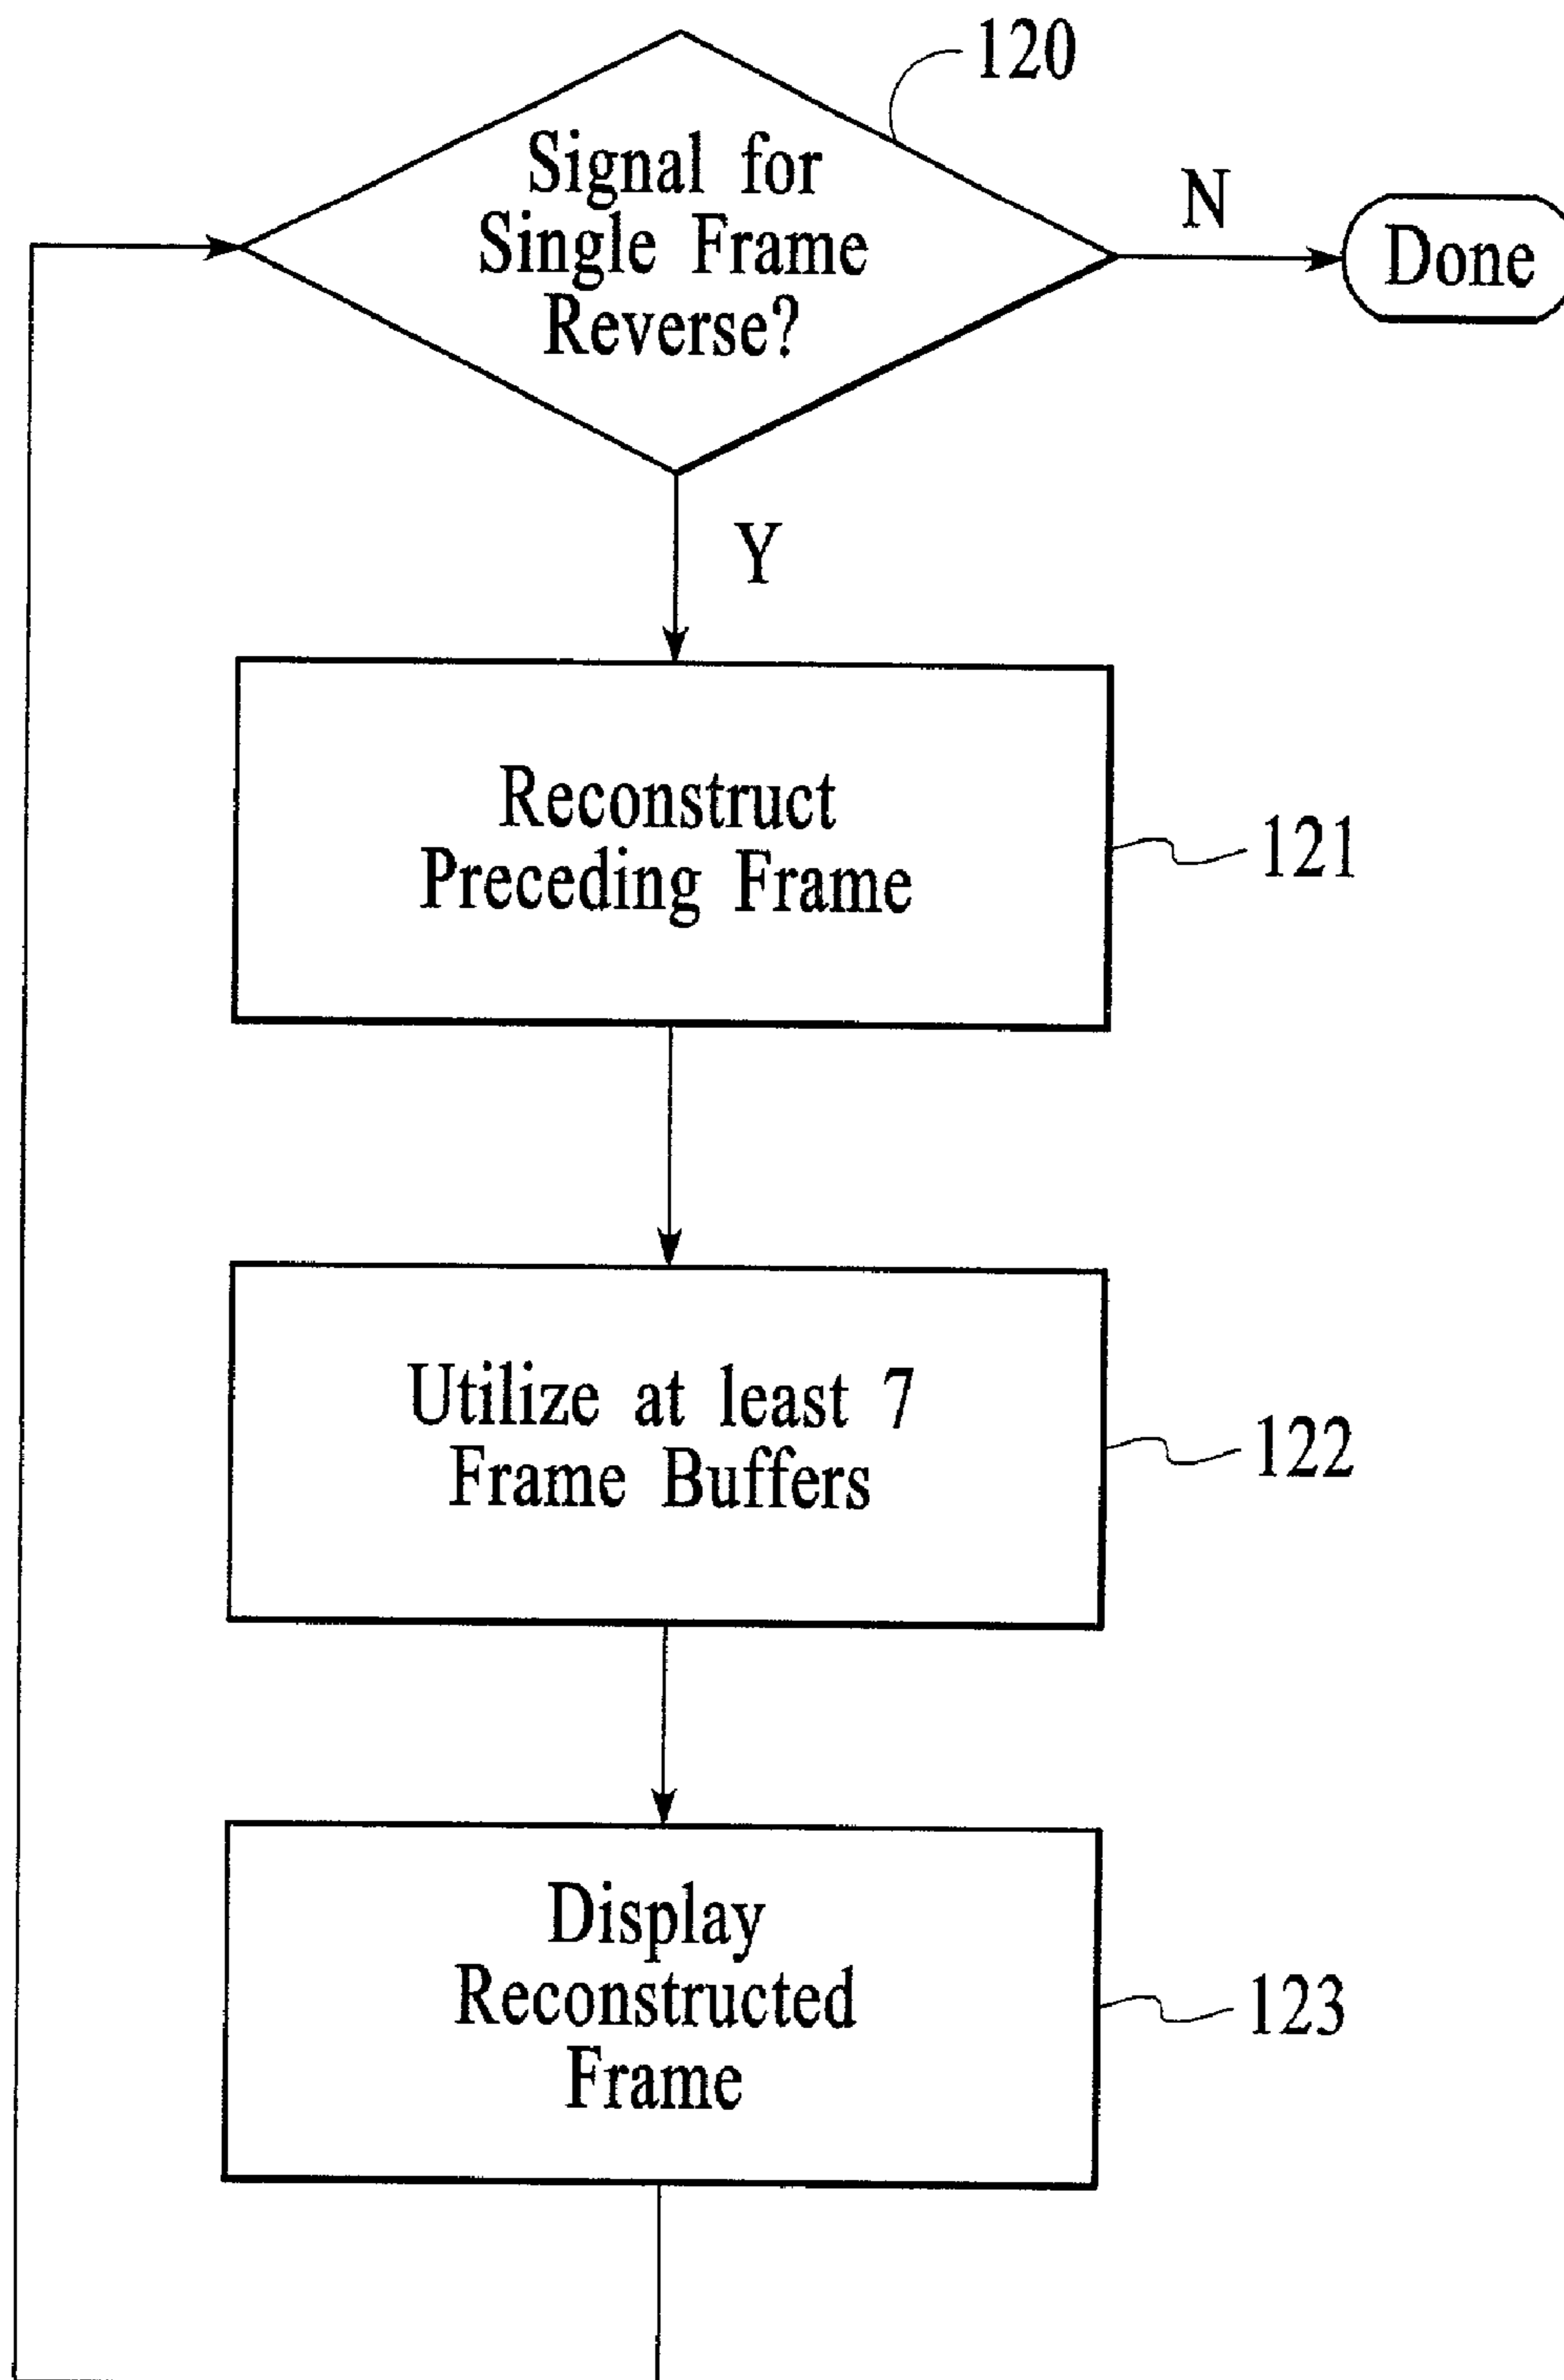 120
Signal for
Single Frame
Reverse?
N
Done
Y
Reconstruct
Preceding Frame
121
Utilize at least 7
Frame Buffers
122
Display
Reconstructed
Frame
123